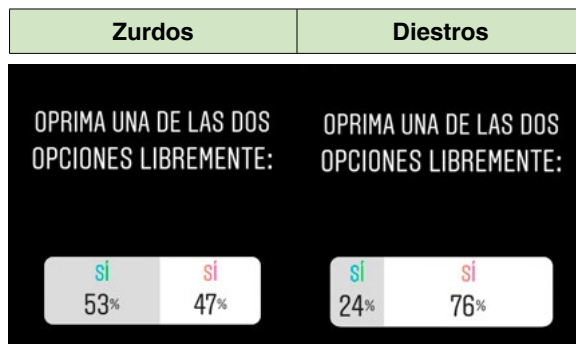 Zurdos
Diestros
OPRIMA UNA DE LAS DOS
OPCIONES LIBREMENTE:
SÍ
53%
SÍ
47%
OPRIMA UNA DE LAS DOS
OPCIONES LIBREMENTE:
SÍ
24%
SÍ
76%